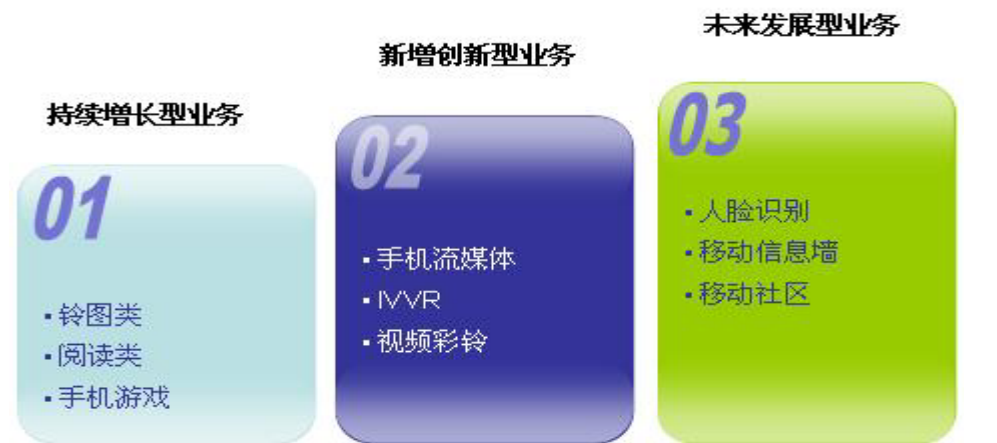 持续增长型业务
01
▪铃图类
▪阅读类
▪手机游戏
新增创新型业务
02
▪手机流媒体
▪IVVR
▪视频彩铃
未来发展型业务
03
▪人脸识别
▪移动信息墙
▪移动社区